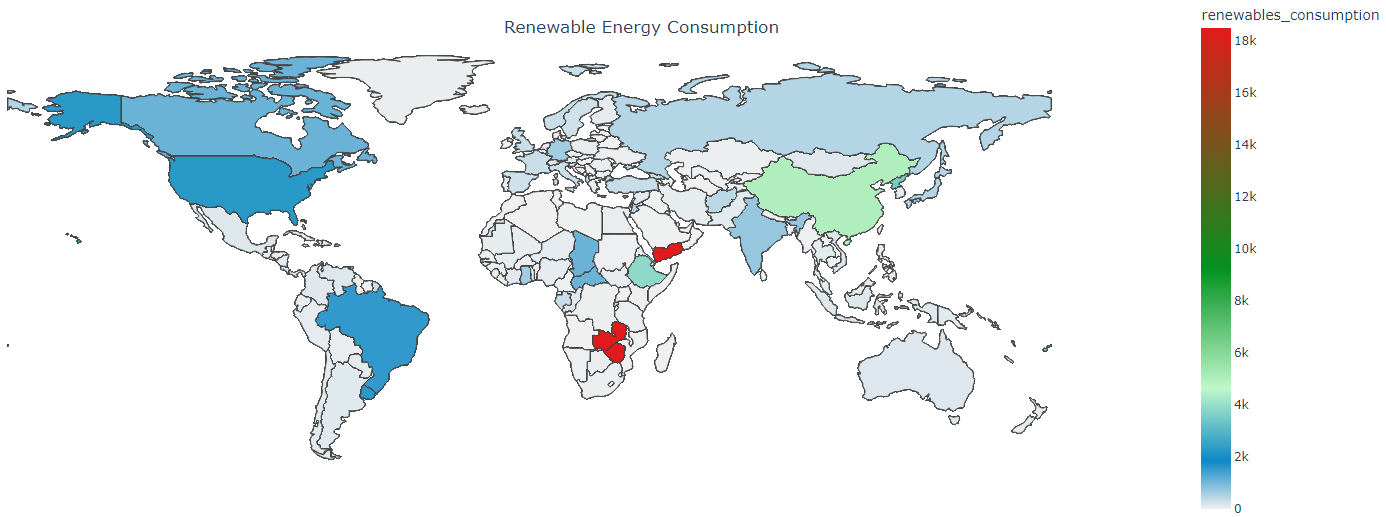 renewables_consumption
Renewable Energy Consumption
18k
16k
14k
12k
10k
8k
6k
4k
2k
0